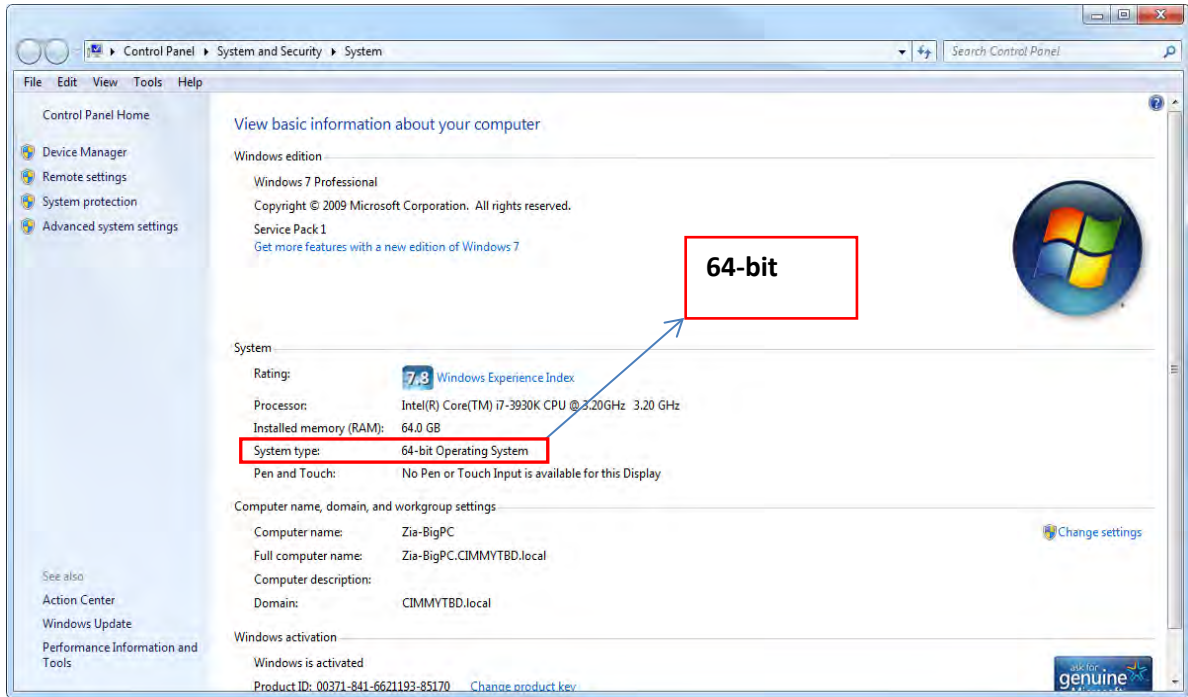 Control Panel ▸ System and Security ▸ System
Search Control Panel
File Edit View Tools Help
Control Panel Home
Device Manager
Remote settings
System protection
Advanced system settings
See also
Action Center
Windows Update
Performance Information and
Tools
View basic information about your computer
Windows edition
Windows 7 Professional
Copyright © 2009 Microsoft Corporation. All rights reserved.
Service Pack 1
Get more features with a new edition of Windows 7
64-bit
System
Rating: 7.8 Windows Experience Index
Processor: Intel(R) Core(TM) i7-3930K CPU @ 3.20GHz 3.20 GHz
Installed memory (RAM): 64.0 GB
System type: 64-bit Operating System
Pen and Touch: No Pen or Touch Input is available for this Display
Computer name, domain, and workgroup settings
Computer name: Zia-BigPC
Change settings
Full computer name: Zia-BigPC.CIMMYTBD.local
Computer description:
Domain: CIMMYTBD.local
Windows activation
Windows is activated
Product ID: 00371-841-6621193-85170 Change product key
ask for
genuine